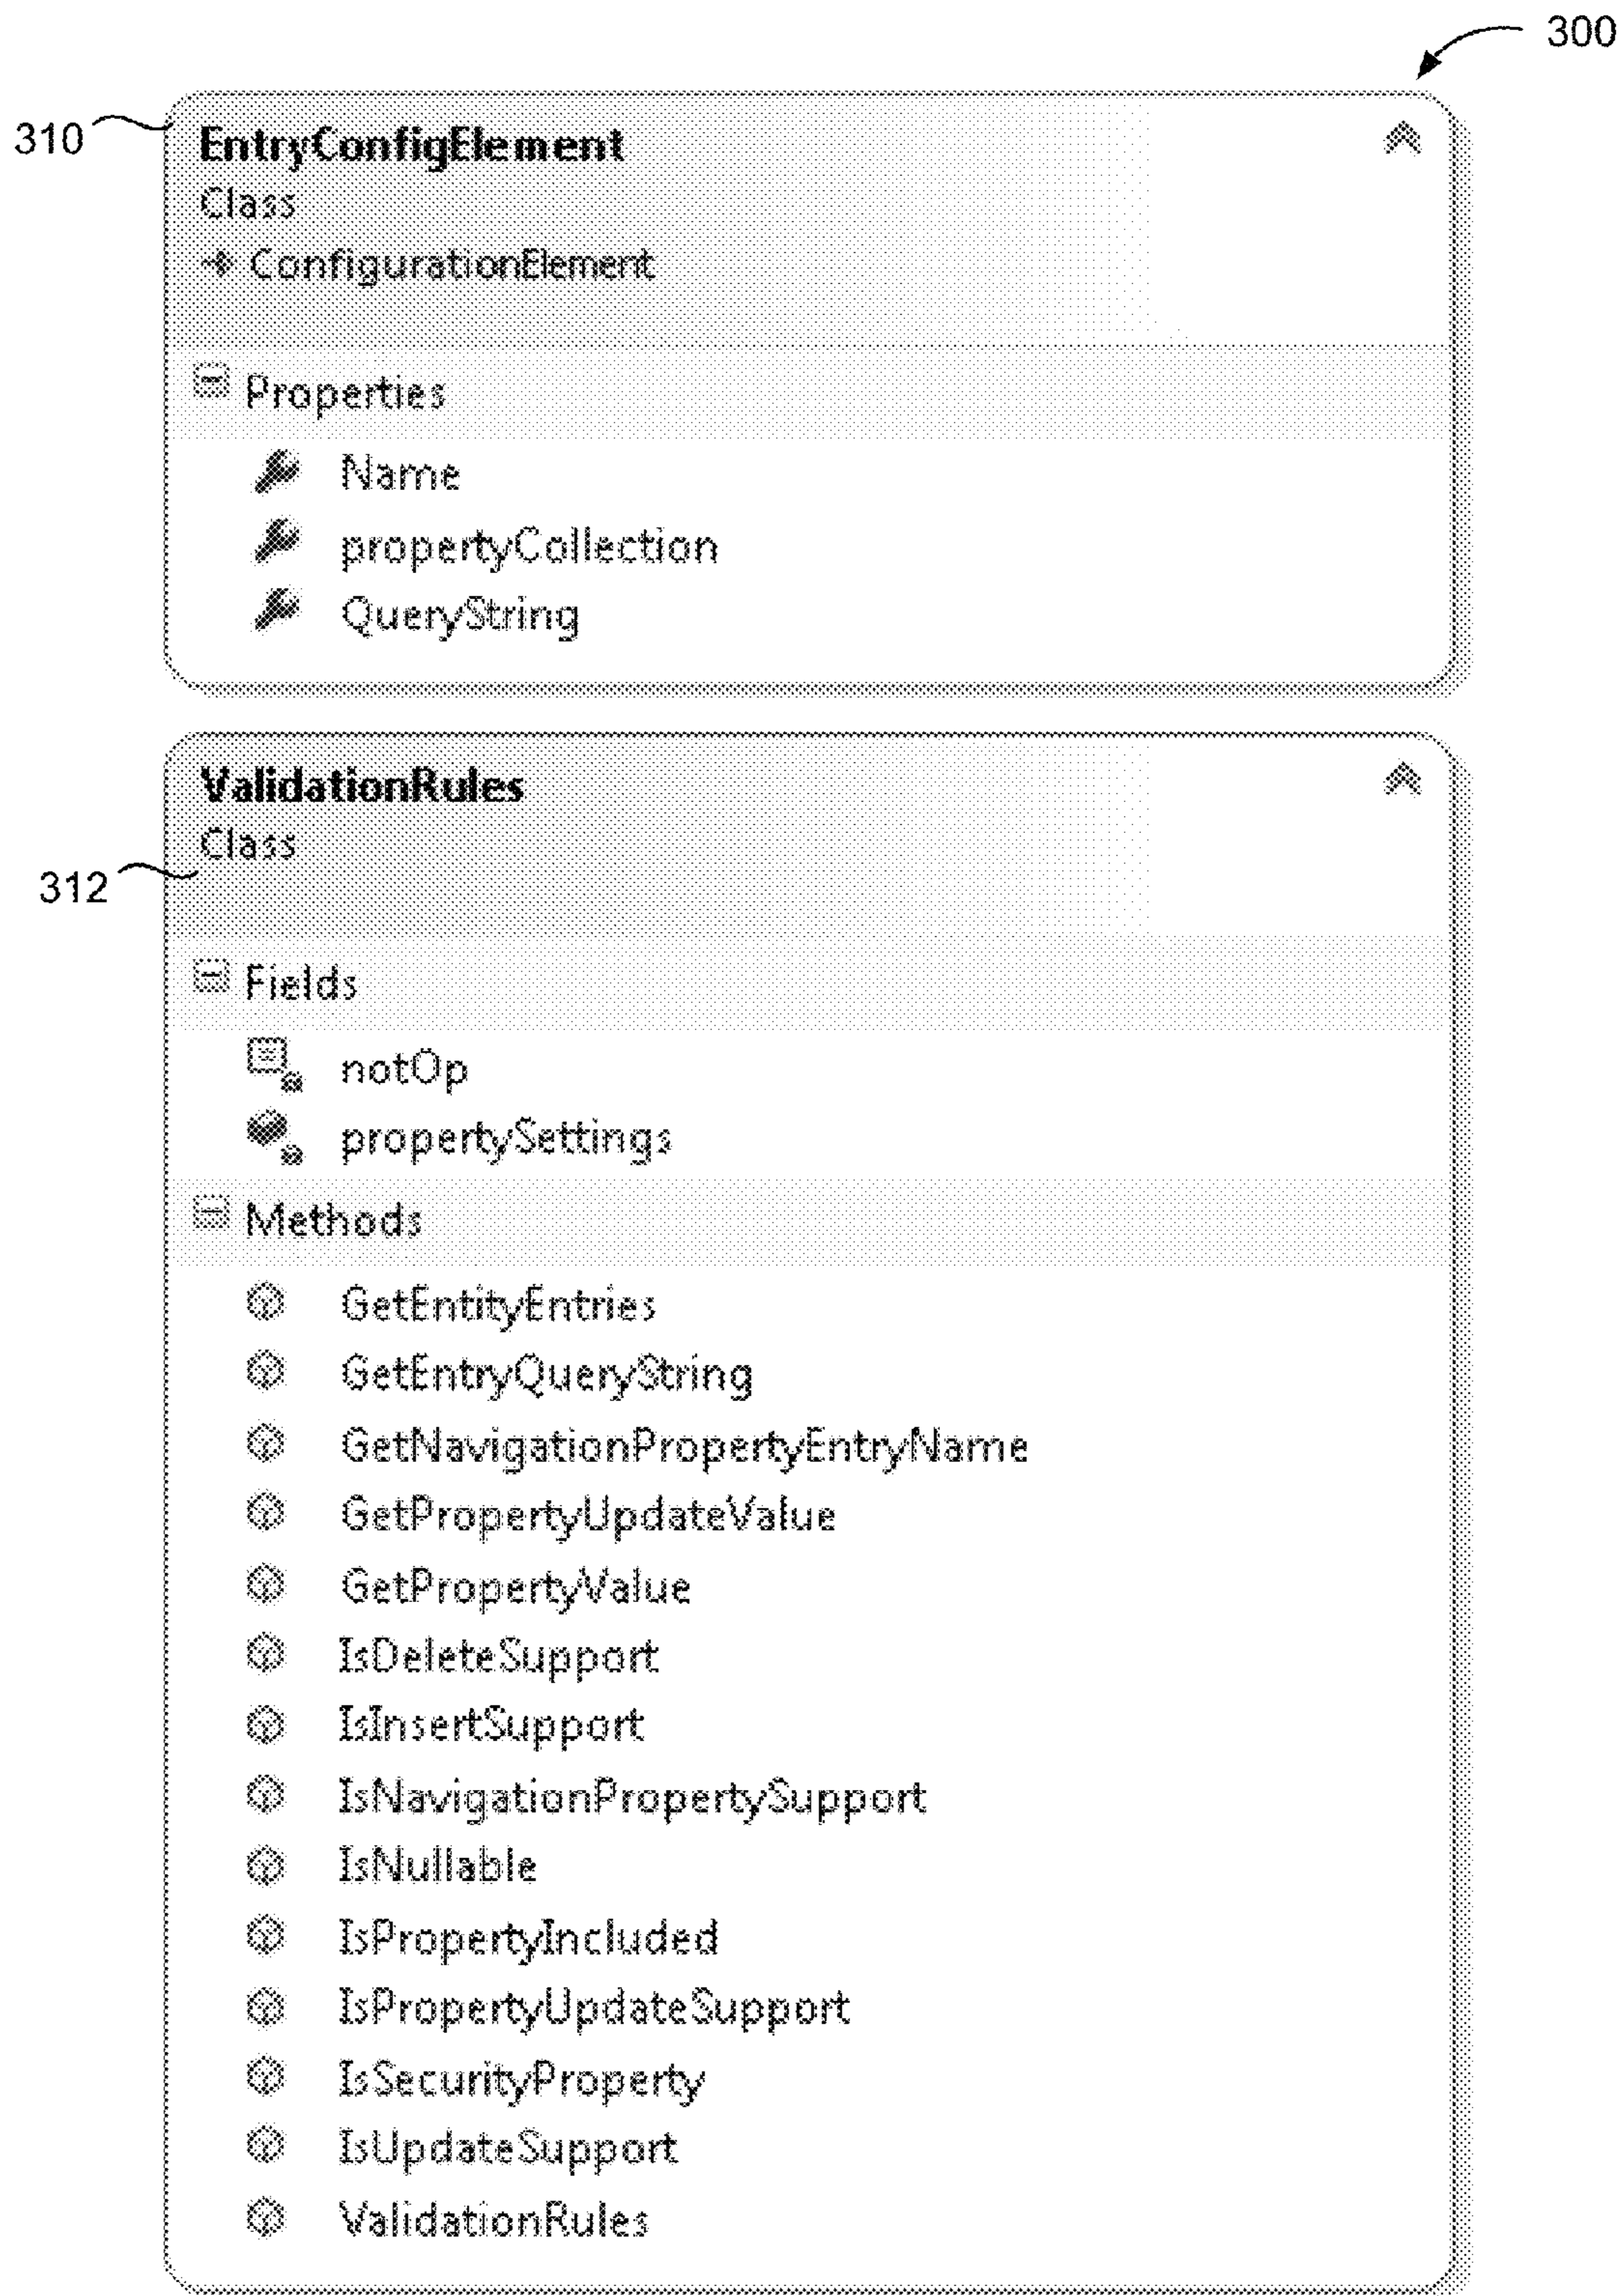 300
310
EntryConfigElement
Class
ConfigurationElement
Properties
Name
propertyCollection
QueryString
ValidationRules
Class
312
Fields
notOp
propertySettings
Methods
GetEntityEntries
GetEntryQueryString
GetNavigationPropertyEntryName
GetPropertyUpdateValue
GetPropertyValue
IsDeleteSupport
IsInsertSupport
IsNavigationPropertySupport
IsNullable
IsPropertyIncluded
IsPropertyUpdateSupport
IsSecurityProperty
IsUpdateSupport
ValidationRules